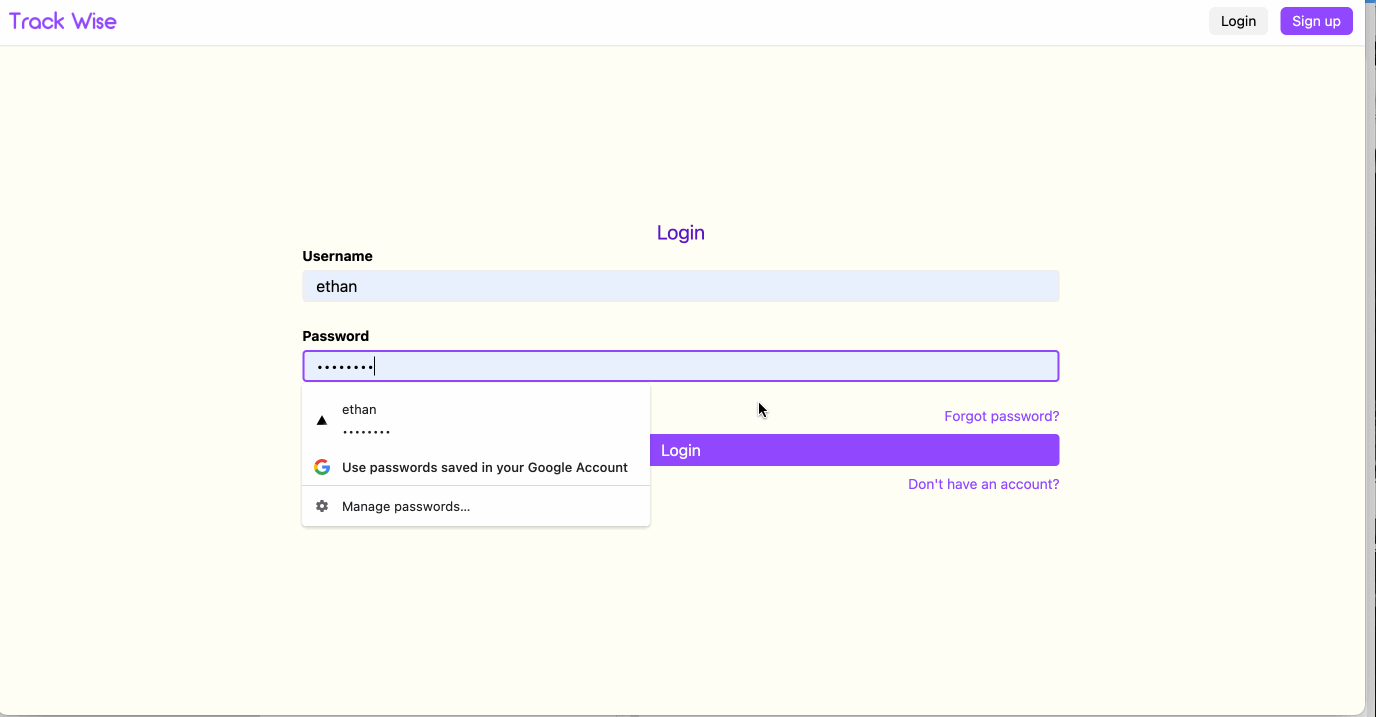 Track Wise
Login
Sign up
Login
Username
ethan
Password
••••••••
ethan
••••••••
Forgot password?
Login
Use passwords saved in your Google Account
Don't have an account?
Manage passwords...